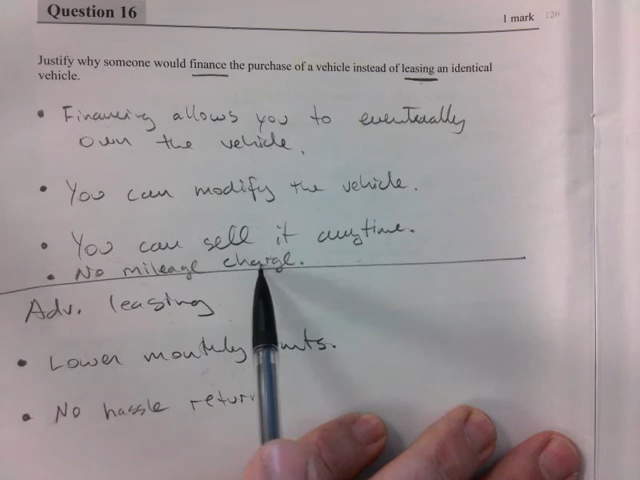 Question 16
1 mark
120
Justify why someone would finance the purchase of a vehicle instead of leasing an identical
vehicle.
• Financing allows you to eventually
own the vehicle.
• You can modify the vehicle.
• You can sell it anytime.
• No mileage charge.
Adv. leasing
• Lower monthly
• No hassle return